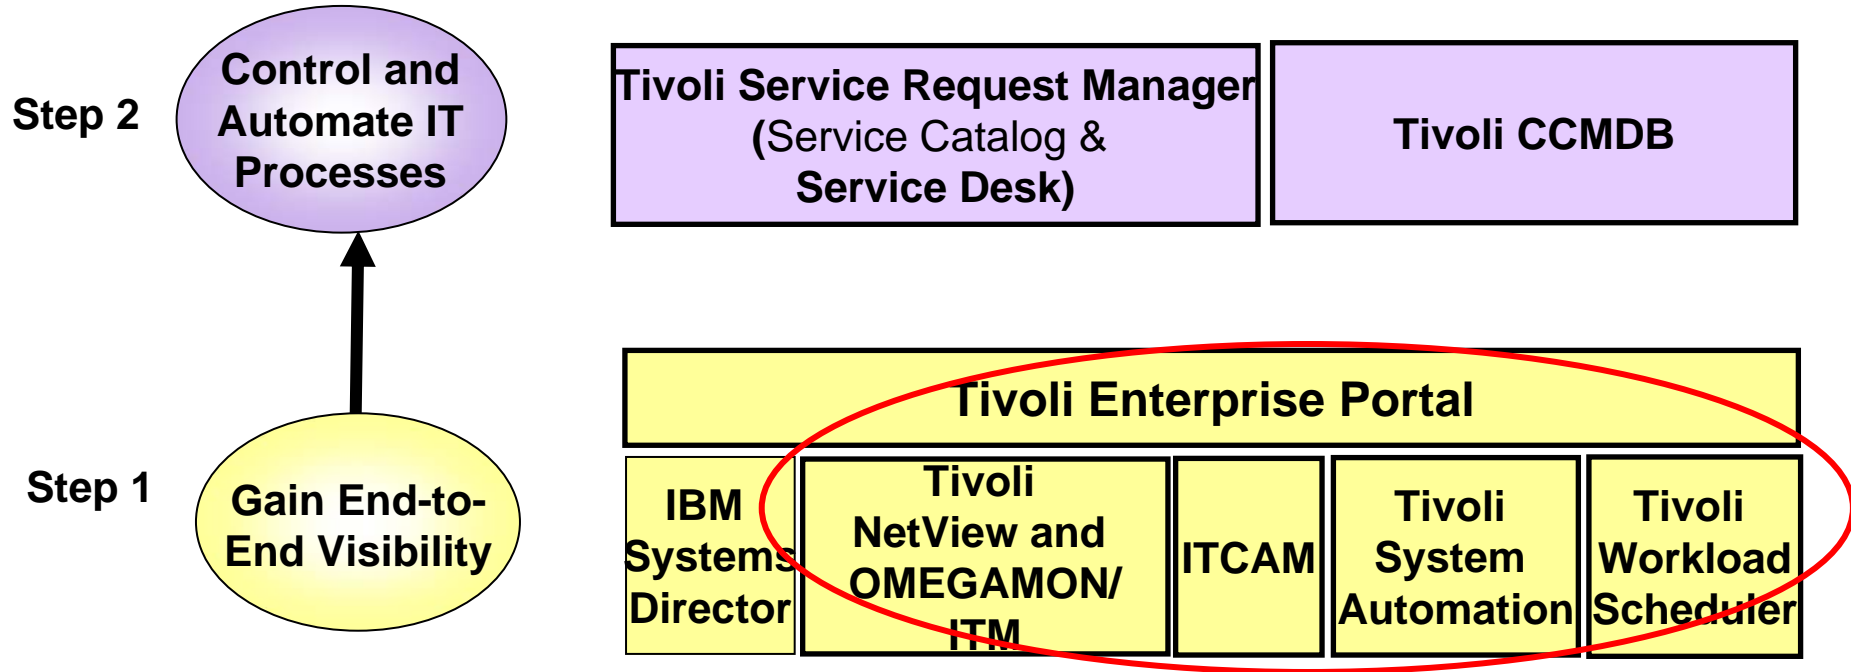 Step 2
Control and
Automate IT
Processes
Tivoli Service Request Manager
(Service Catalog &
Service Desk)
Tivoli CCMDB
Tivoli Enterprise Portal
Step 1
Gain End-to-
End Visibility
IBM
Systems
Director
Tivoli
NetView and
OMEGAMON/
ITM
ITCAM
Tivoli
System
Automation
Tivoli
Workload
Scheduler